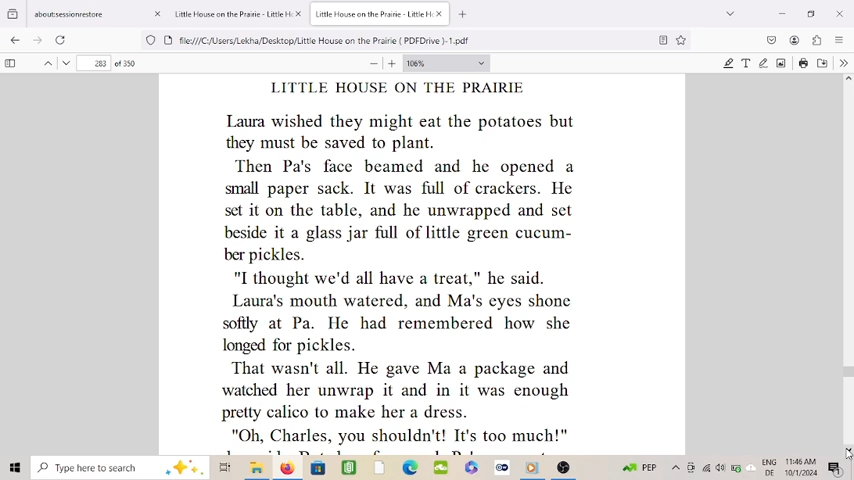 about:sessionrestore
Little House on the Prairie - Little H
Little House on the Prairie - Little H
file:///C:/Users/Lekha/Desktop/Little House on the Prairie ( PDFDrive )-1.pdf
283 of 350
106%
LITTLE HOUSE ON THE PRAIRIE
Laura wished they might eat the potatoes but
they must be saved to plant.
Then Pa's face beamed and he opened a
small paper sack. It was full of crackers. He
set it on the table, and he unwrapped and set
beside it a glass jar full of little green cucum-
ber pickles.
"I thought we'd all have a treat," he said.
Laura's mouth watered, and Ma's eyes shone
softly at Pa. He had remembered how she
longed for pickles.
That wasn't all. He gave Ma a package and
watched her unwrap it and in it was enough
pretty calico to make her a dress.
"Oh, Charles, you shouldn't! It's too much!"
Type here to search
PEP
ENG
DE
11:46 AM
10/1/2024